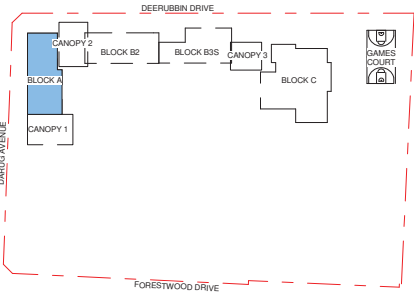 DEERUBBIN DRIVE
CANOPY 2
BLOCK B2
BLOCK B3S
CANOPY 3
GAMES
COURT
BLOCK A
BLOCK C
CANOPY 1
DARUG AVENUE
FORESTWOOD DRIVE